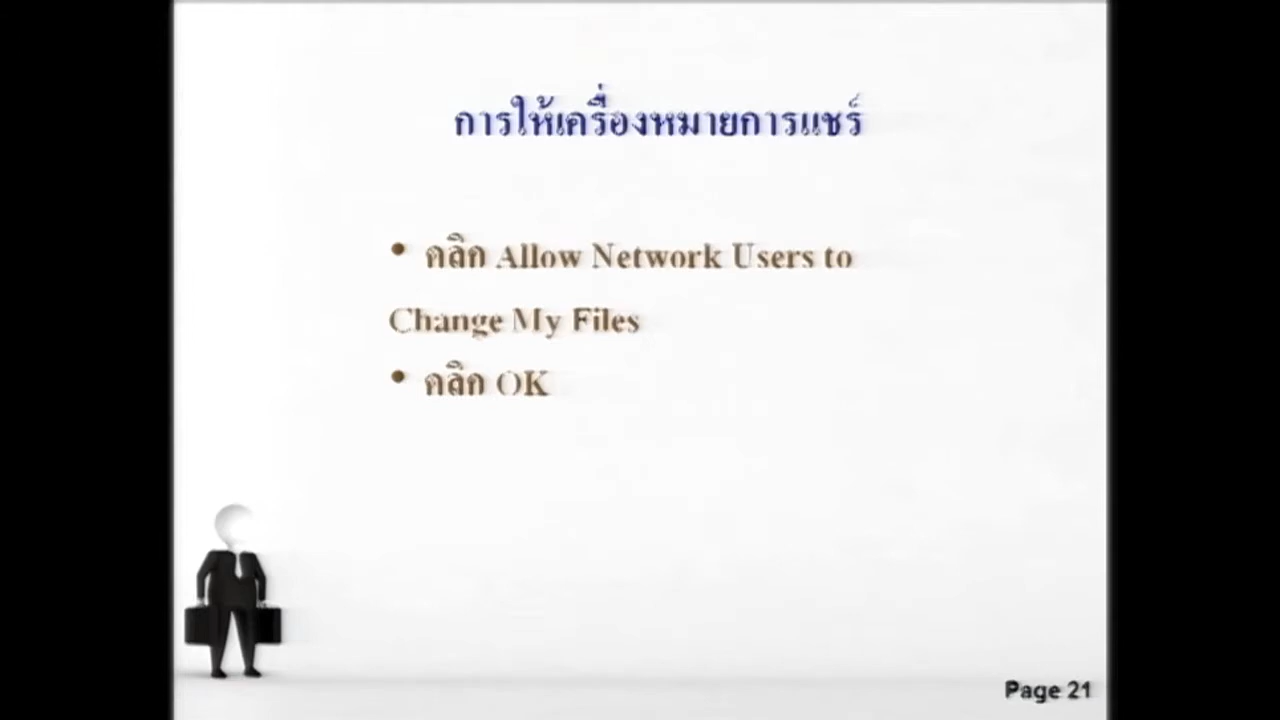 การให้เครื่องหมายการแชร์
• คลิก Allow Network Users to
Change My Files
• คลิก OK
Page 21